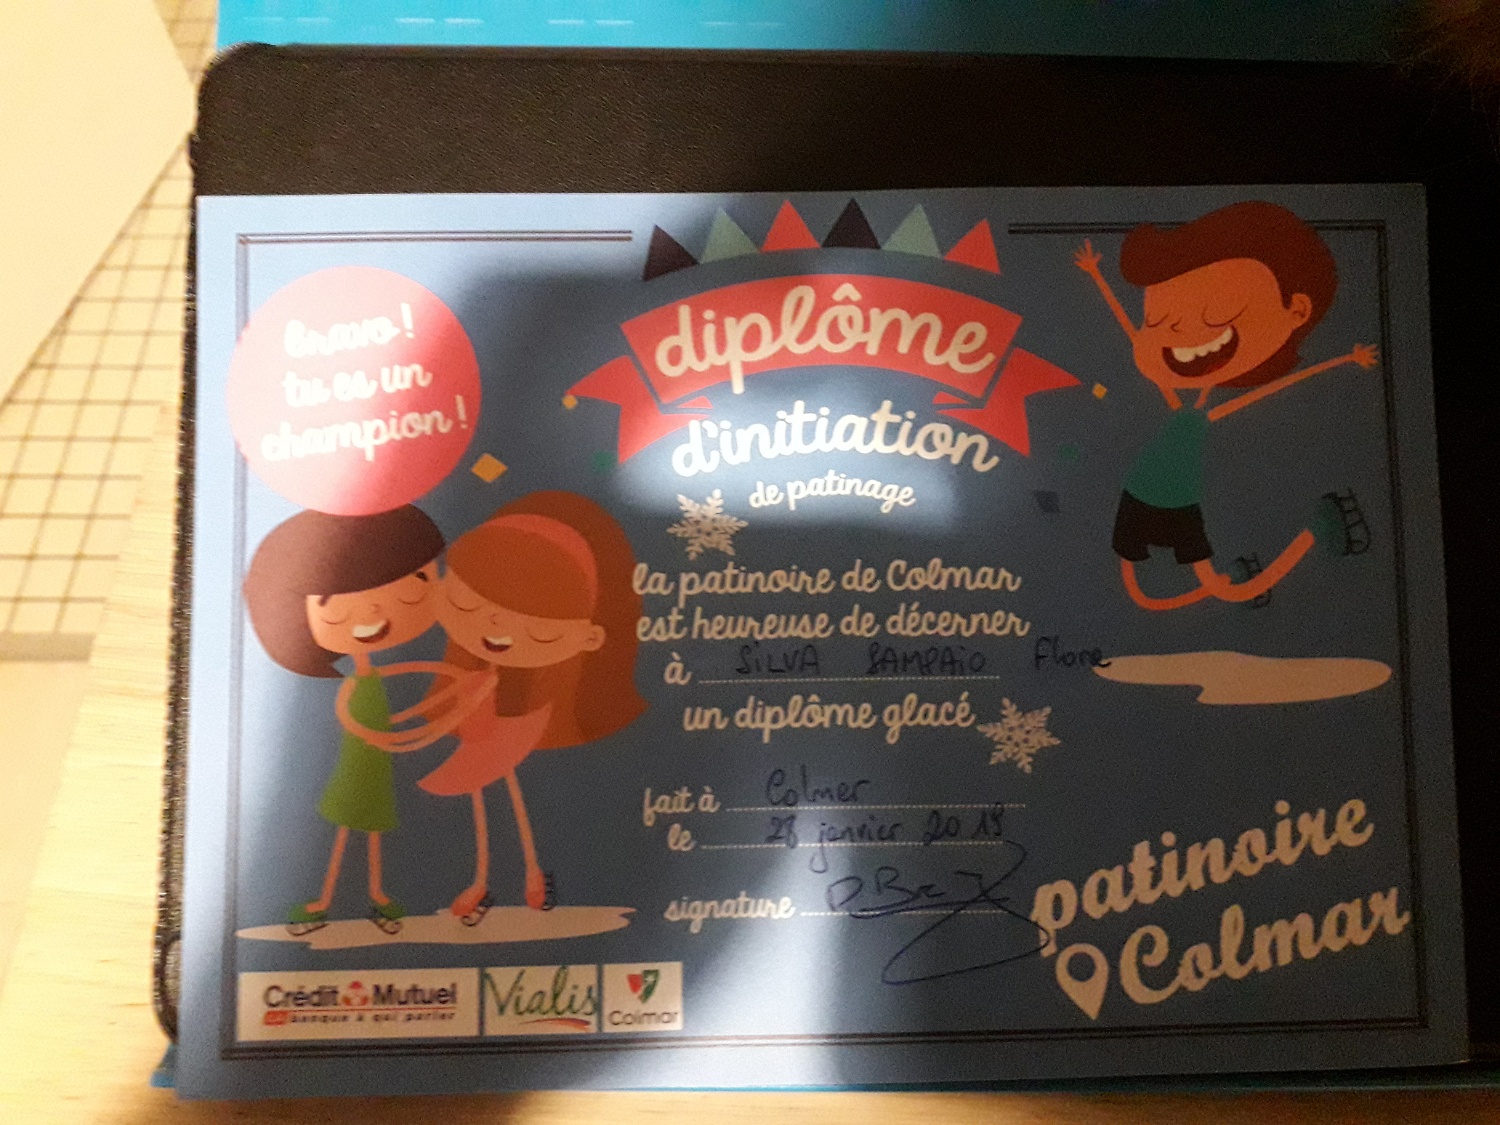 bravo !
tu es un
champion !
diplôme
d'initiation
de patinage
la patinoire de Colmar
est heureuse de décerner
à SILVA SAMPAiO Flore
un diplôme glacé
fait à Colmar
le 28 janvier 2019
signature
patinoire
Colmar
Crédit Mutuel
LA banque à qui parler
Vialis
Colmar